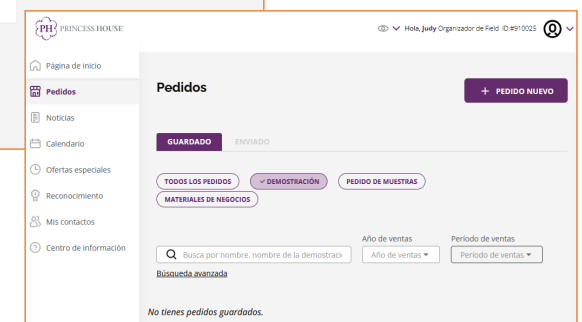 PH PRINCESS HOUSE
Hola, Judy Organizador de Field ID:#910025
Página de inicio
Pedidos
Noticias
Calendario
Ofertas especiales
Reconocimiento
Mis contactos
Centro de información
Pedidos
+ PEDIDO NUEVO
GUARDADO ENVIADO
TODOS LOS PEDIDOS ✓ DEMOSTRACIÓN PEDIDO DE MUESTRAS
MATERIALES DE NEGOCIOS
Año de ventas Período de ventas
Busca por nombre, nombre de la demostrac Año de ventas Período de ventas
Búsqueda avanzada
No tienes pedidos guardados.